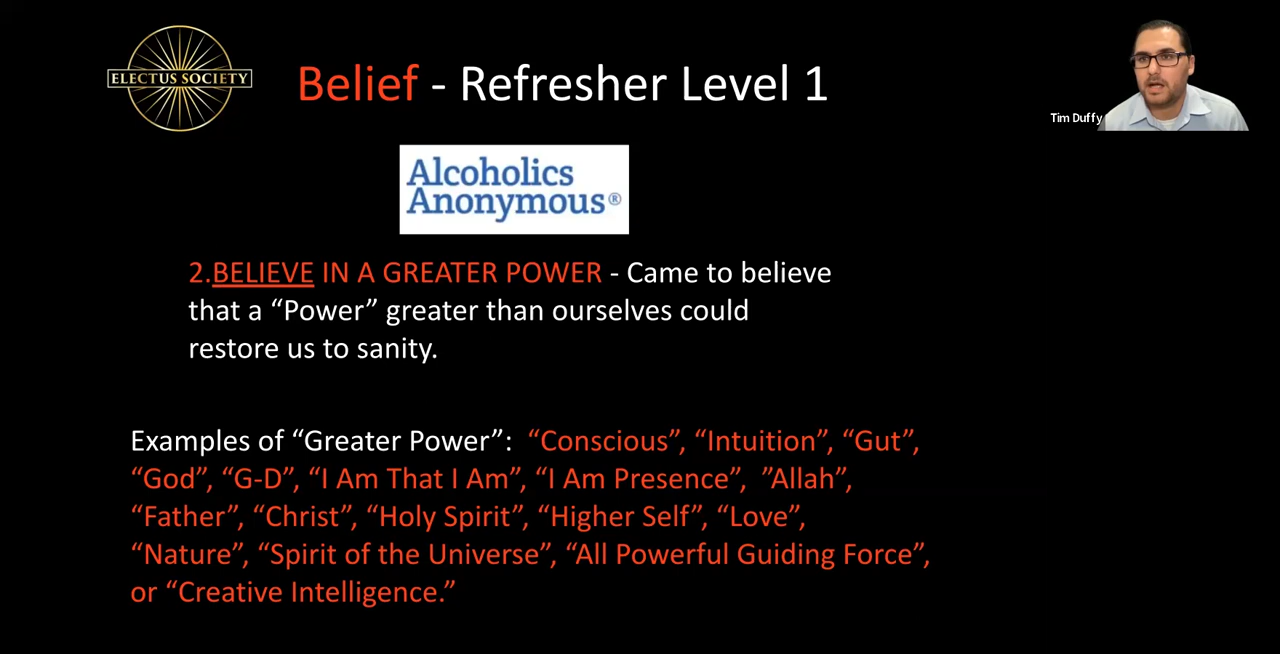 ELECTUS SOCIETY
Belief - Refresher Level 1
Tim Duffy
Alcoholics
Anonymous®
2.BELIEVE IN A GREATER POWER - Came to believe
that a “Power” greater than ourselves could
restore us to sanity.
Examples of “Greater Power”: “Conscious”, “Intuition”, “Gut”,
“God”, “G-D”, “I Am That I Am”, “I Am Presence”, ”Allah”,
“Father”, “Christ”, “Holy Spirit”, “Higher Self”, “Love”,
“Nature”, “Spirit of the Universe”, “All Powerful Guiding Force”,
or “Creative Intelligence.”